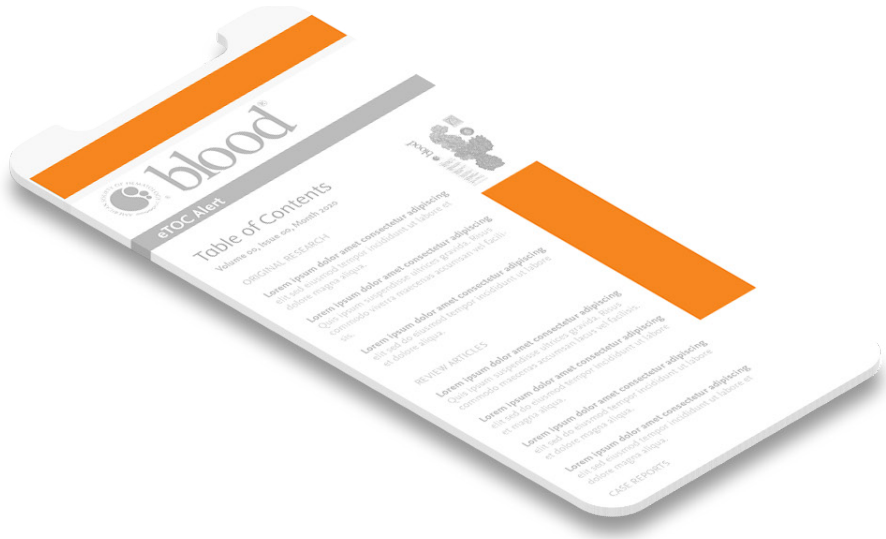 blood®
eTOC Alert
Table of Contents
Volume 00, Issue 00, Month 2020
ORIGINAL RESEARCH
Lorem ipsum dolor amet consectetur adipiscing
elit sed eiusmod tempor incididunt ut labore et
dolore magna aliqua.
Lorem ipsum dolor amet consectetur adipiscing
Quis ipsum suspendisse ultrices gravida. Risus
commodo viverra maecenas accumsan vel facili-
sis.
Lorem ipsum dolor amet consectetur adipiscing
elit sed do eiusmod tempor incididunt ut labore
et dolore aliqua.
REVIEW ARTICLES
Lorem ipsum dolor amet consectetur adipiscing
Quis ipsum suspendisse ultrices gravida. Risus
commodo maecenas accumsan lacus vel facilisis.
Lorem ipsum dolor amet consectetur adipiscing
elit sed do eiusmod tempor incididunt ut labore
et magna aliqua.
Lorem ipsum dolor amet consectetur adipiscing
elit sed do eiusmod tempor incididunt ut labore
et dolore magna aliqua.
Lorem ipsum dolor amet consectetur adipiscing
elit sed eiusmod tempor incididunt ut labore et
dolore magna aliqua.
CASE REPORTS
blood